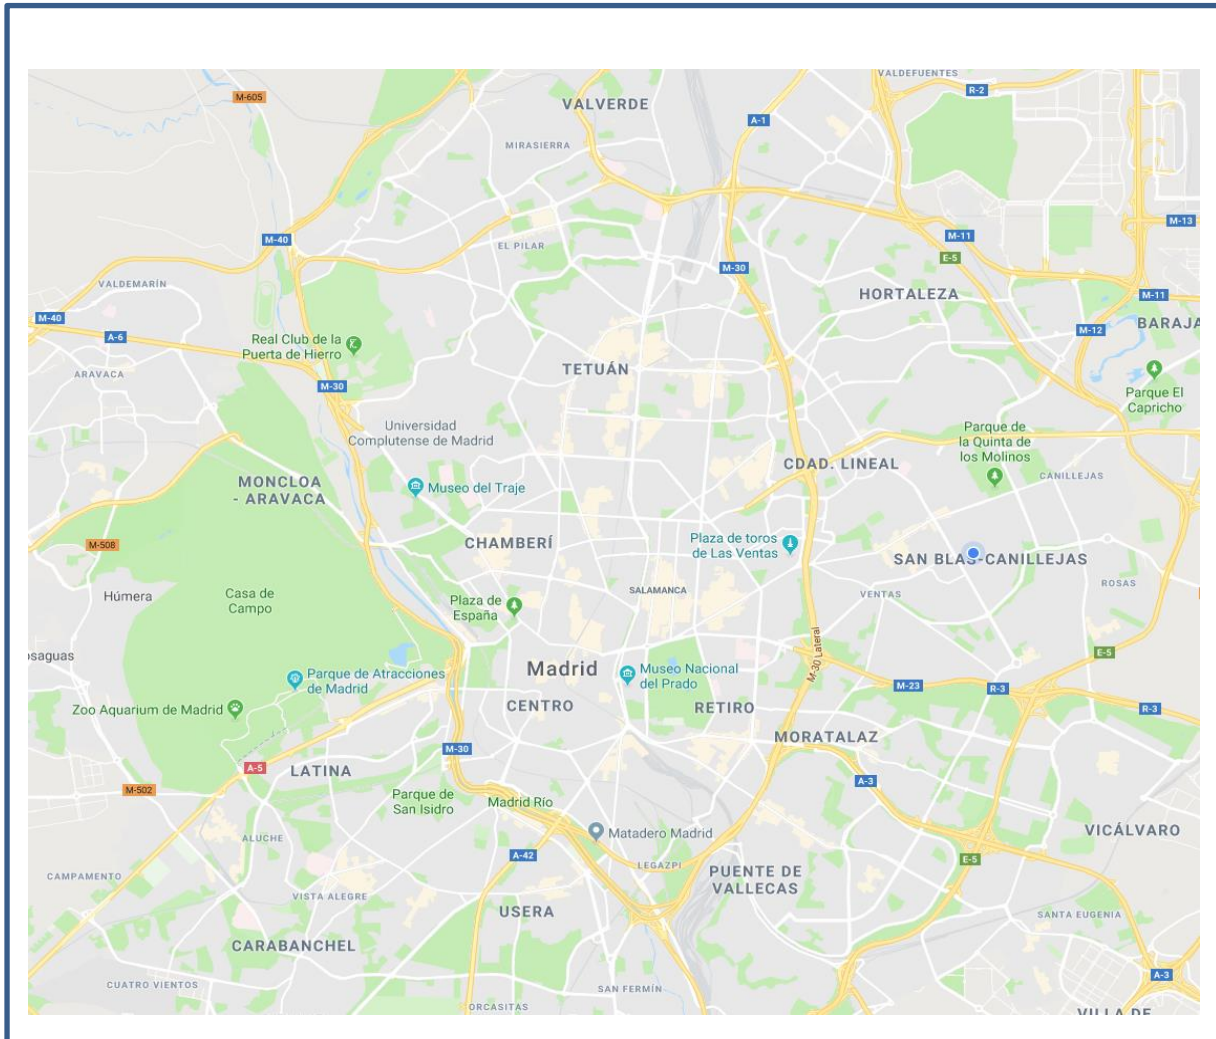 VALDEFUENTES
M-605
R-2
VALVERDE
A-1
MIRASIERRA
M-13
M-40
M-11
EL PILAR
E-5
M-30
VALDEMARÍN
HORTALEZA
M-11
M-40
BARAJA
A-6
M-12
Real Club de la
Puerta de Hierro
TETUÁN
ARAVACA
M-30
Parque El
Capricho
Universidad
Complutense de Madrid
Parque de
la Quinta de
los Molinos
CDAD. LINEAL
CANILLEJAS
MONCLOA
- ARAVACA
Museo del Traje
M-508
CHAMBERÍ
Plaza de toros
de Las Ventas
SAN BLAS-CANILLEJAS
ROSAS
Húmera
Casa de
Campo
SALAMANCA
VENTAS
Plaza de
España
M-30 Lateral
osaguas
E-5
Madrid
Museo Nacional
del Prado
Parque de Atracciones
de Madrid
M-23
R-3
Zoo Aquarium de Madrid
CENTRO
RETIRO
R-3
MORATALAZ
M-30
A-5
LATINA
A-3
M-502
Parque de
San Isidro
Madrid Río
Matadero Madrid
VICÁLVARO
ALUCHE
A-42
LEGAZPI
E-5
PUENTE DE
VALLECAS
CAMPAMENTO
VISTA ALEGRE
USERA
SANTA EUGENIA
CARABANCHEL
A-3
CUATRO VIENTOS
SAN FERMÍN
ORCASITAS
VILLA DE